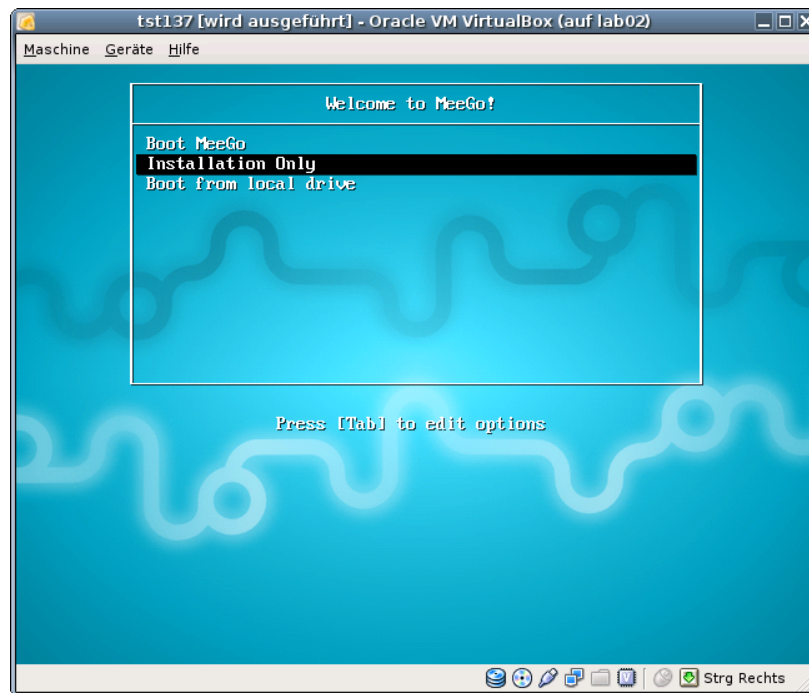 tst137 [wird ausgeführt] - Oracle VM VirtualBox (auf lab02)
Maschine Geräte Hilfe
Welcome to MeeGo!
Boot MeeGo
Installation Only
Boot from local drive
Press [Tab] to edit options
Strg Rechts